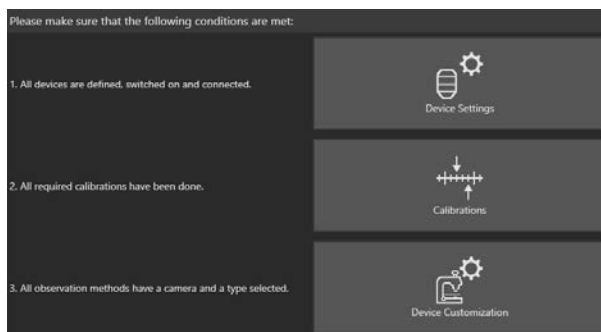 Please make sure that the following conditions are met:
1. All devices are defined, switched on and connected.
Device Settings
2. All required calibrations have been done.
Calibrations
3. All observation methods have a camera and a type selected.
Device Customization